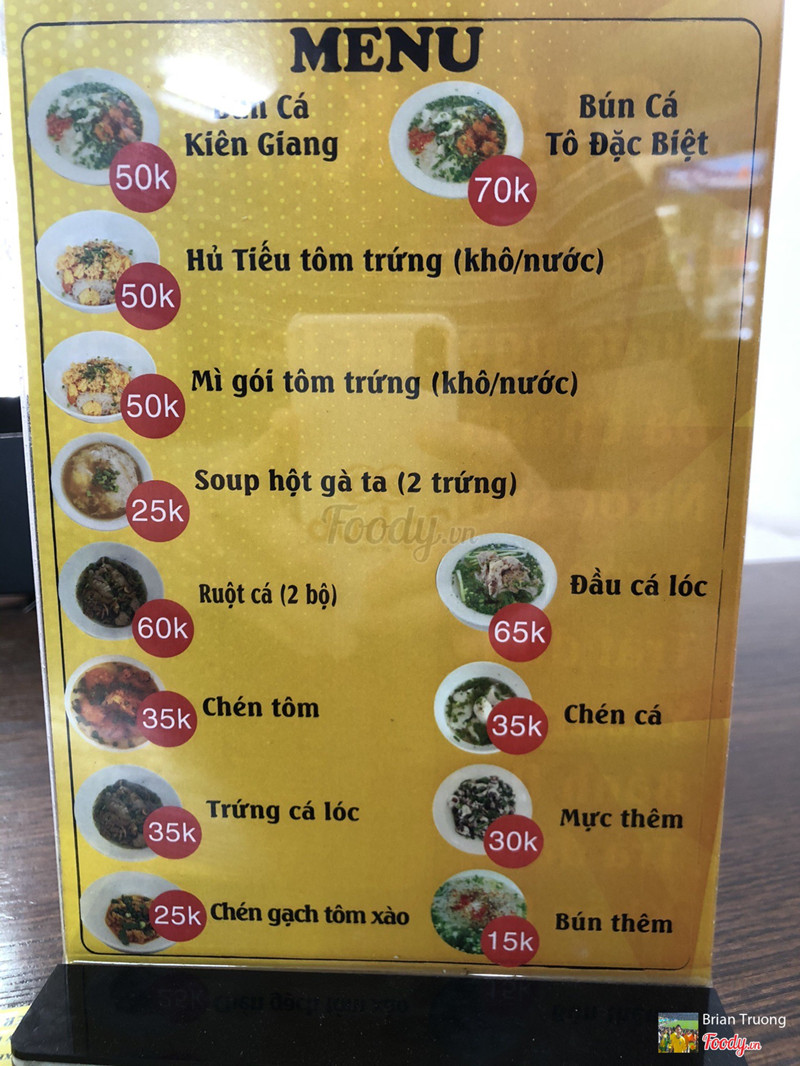 MENU
Bún Cá
Kiên Giang
50k
Bún Cá
Tô Đặc Biệt
70k
Hủ Tiếu tôm trứng (khô/nước)
50k
Mì gói tôm trứng (khô/nước)
50k
Soup hột gà ta (2 trứng)
25k
Foody.vn
Ruột cá (2 bộ)
60k
Đầu cá lóc
65k
Chén tôm
35k
Chén cá
35k
Trứng cá lóc
35k
Mực thêm
30k
Chén gạch tôm xào
25k
Bún thêm
15k
Brian Truong
Foody.vn